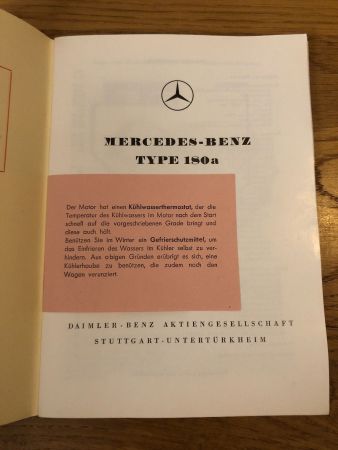 MERCEDES-BENZ
TYPE 180a
Der Motor hat einen Kühlwasserthermostat, der die
Temperatur des Kühlwassers im Motor nach dem Start
schnell auf die vorgeschriebenen Grade bringt und
diese auch hält.
Benützen Sie im Winter ein Gefrierschutzmittel, um
das Einfrieren des Wassers im Kühler selbst zu ver-
hindern. Aus obigen Gründen erübrigt es sich, eine
Kühlerhaube zu benützen, die zudem noch den
Wagen verunziert.
DAIMLER-BENZ AKTIENGESELLSCHAFT
STUTTGART-UNTERTÜRKHEIM